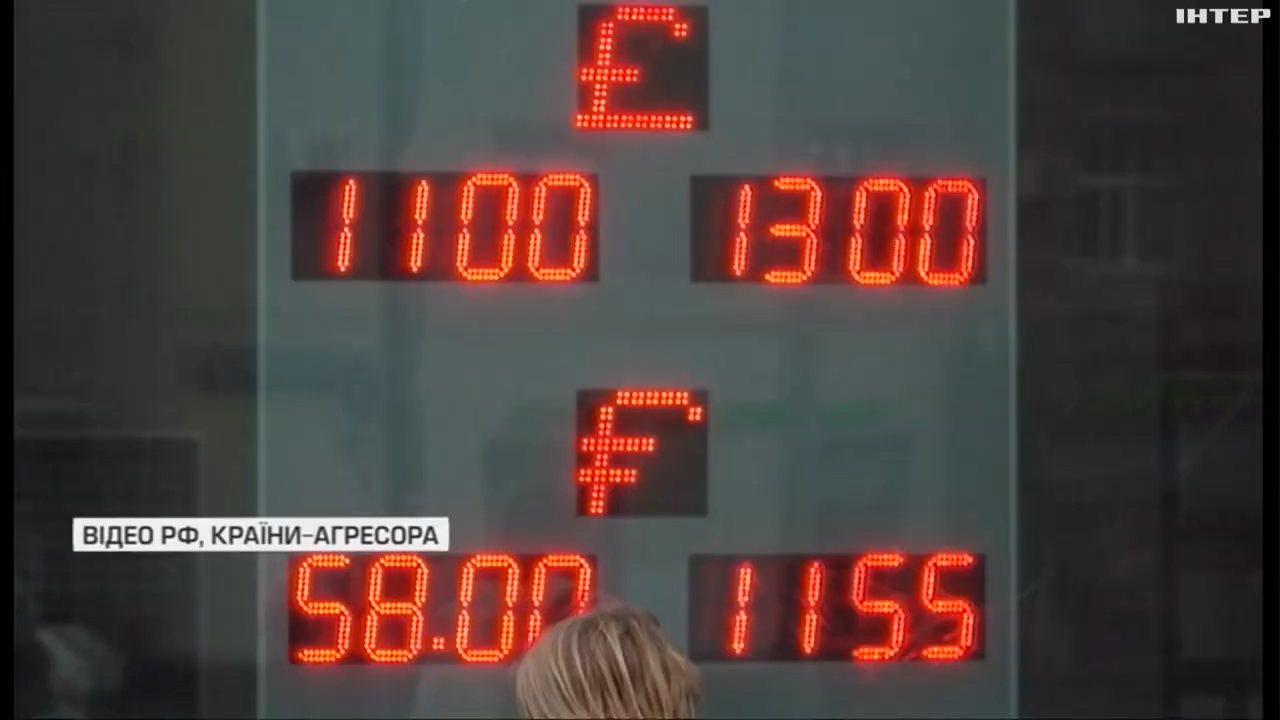 ІНТЕР
£
1100 1300
₣
ВІДЕО РФ, КРАЇНИ-АГРЕСОРА
58.00 1155